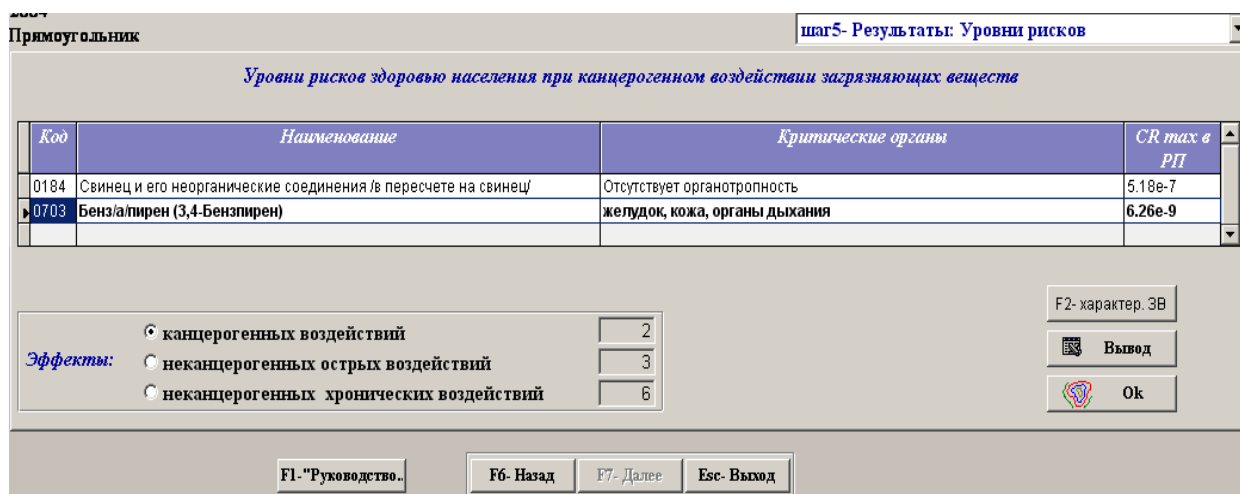 2004
Прямоугольник
шаг5- Результаты: Уровни рисков
Уровни рисков здоровью населения при канцерогенном воздействии загрязняющих веществ
Код Наименование Критические органы CR max в РП
0184 Свинец и его неорганические соединения /в пересчете на свинец/ Отсутствует органотропность 5.18e-7
0703 Бенз/а/пирен (3,4-Бензпирен) желудок, кожа, органы дыхания 6.26e-9
F2- характер. ЗВ
Эффекты:
канцерогенных воздействий 2
неканцерогенных острых воздействий 3
неканцерогенных хронических воздействий 6
Вывод
Ok
F1-"Руководство..
F6- Назад
F7- Далее
Esc- Выход